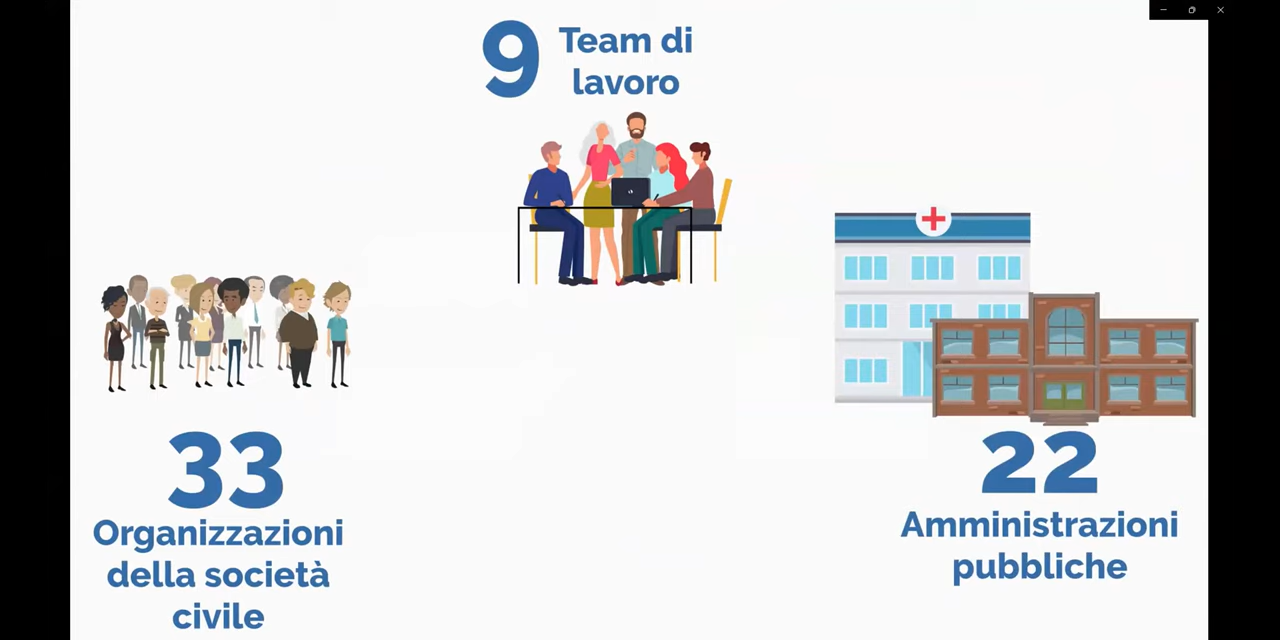 9
Team di
lavoro
33
Organizzazioni
della società
civile
22
Amministrazioni
pubbliche